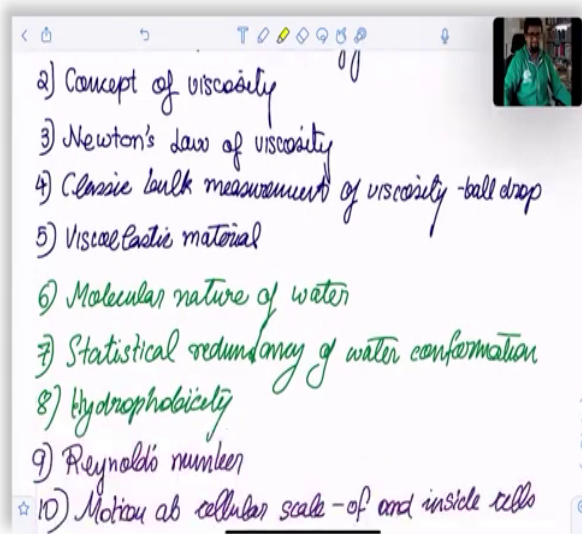 2) Concept of viscosity
3) Newton's Law of viscosity
4) Classic bulk measurement of viscosity - ball drop
5) Viscoelastic material
6) Molecular nature of water
7) Statistical redundancy of water conformation
8) Hydrophobicity
9) Reynolds number
10) Motion at cellular scale - of and inside cells